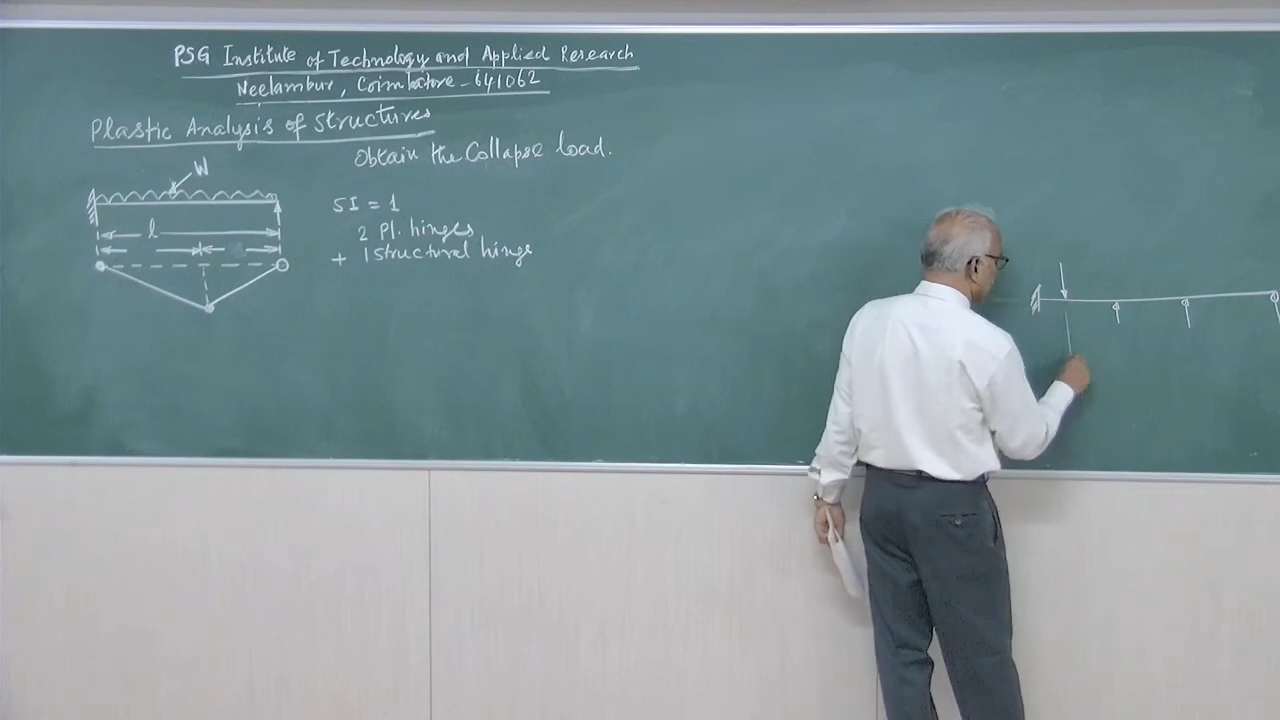 PSG Institute of Technology and Applied Research
Neelambur, Coimbatore - 641062
Plastic Analysis of Structures
Obtain the Collapse load.
W
SI = 1
l
2 Pl. hinges
+ 1 Structural hinge